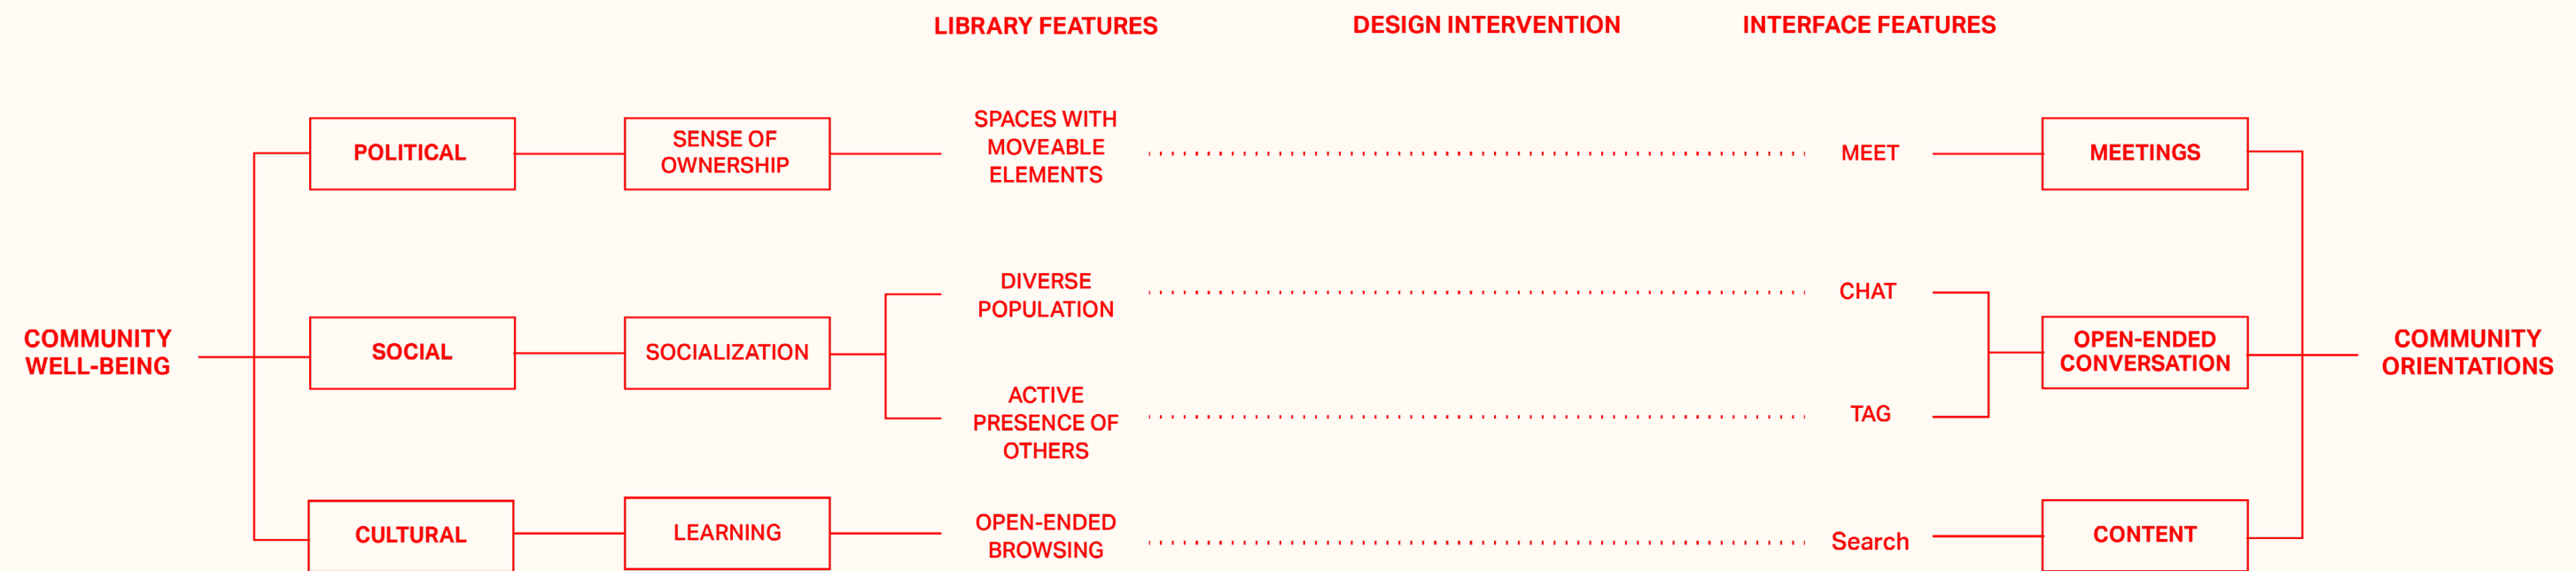 LIBRARY FEATURES
DESIGN INTERVENTION
INTERFACE FEATURES
COMMUNITY
WELL-BEING
POLITICAL
SENSE OF
OWNERSHIP
SPACES WITH
MOVEABLE
ELEMENTS
MEET
MEETINGS
SOCIAL
SOCIALIZATION
DIVERSE
POPULATION
CHAT
ACTIVE
PRESENCE OF
OTHERS
TAG
OPEN-ENDED
CONVERSATION
COMMUNITY
ORIENTATIONS
CULTURAL
LEARNING
OPEN-ENDED
BROWSING
Search
CONTENT